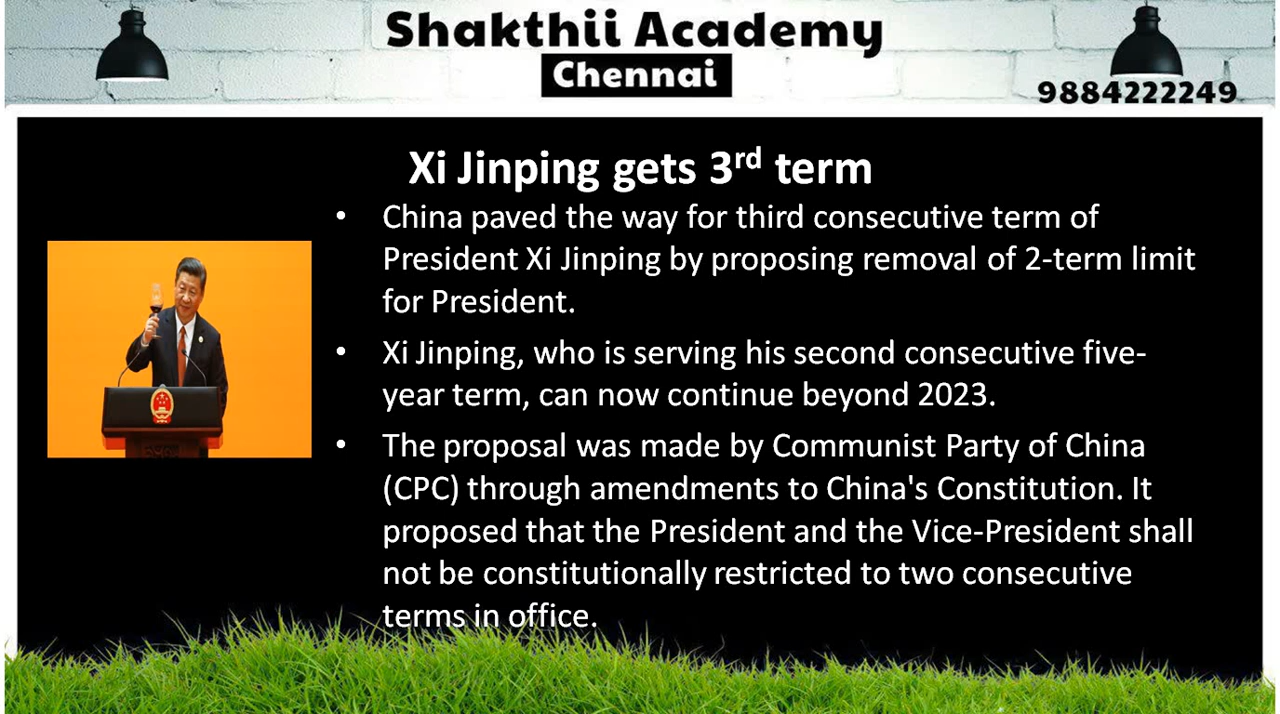 Shakthii Academy
Chennai
9884222249
Xi Jinping gets 3rd term
• China paved the way for third consecutive term of
President Xi Jinping by proposing removal of 2-term limit
for President.
• Xi Jinping, who is serving his second consecutive five-
year term, can now continue beyond 2023.
• The proposal was made by Communist Party of China
(CPC) through amendments to China's Constitution. It
proposed that the President and the Vice-President shall
not be constitutionally restricted to two consecutive
terms in office.